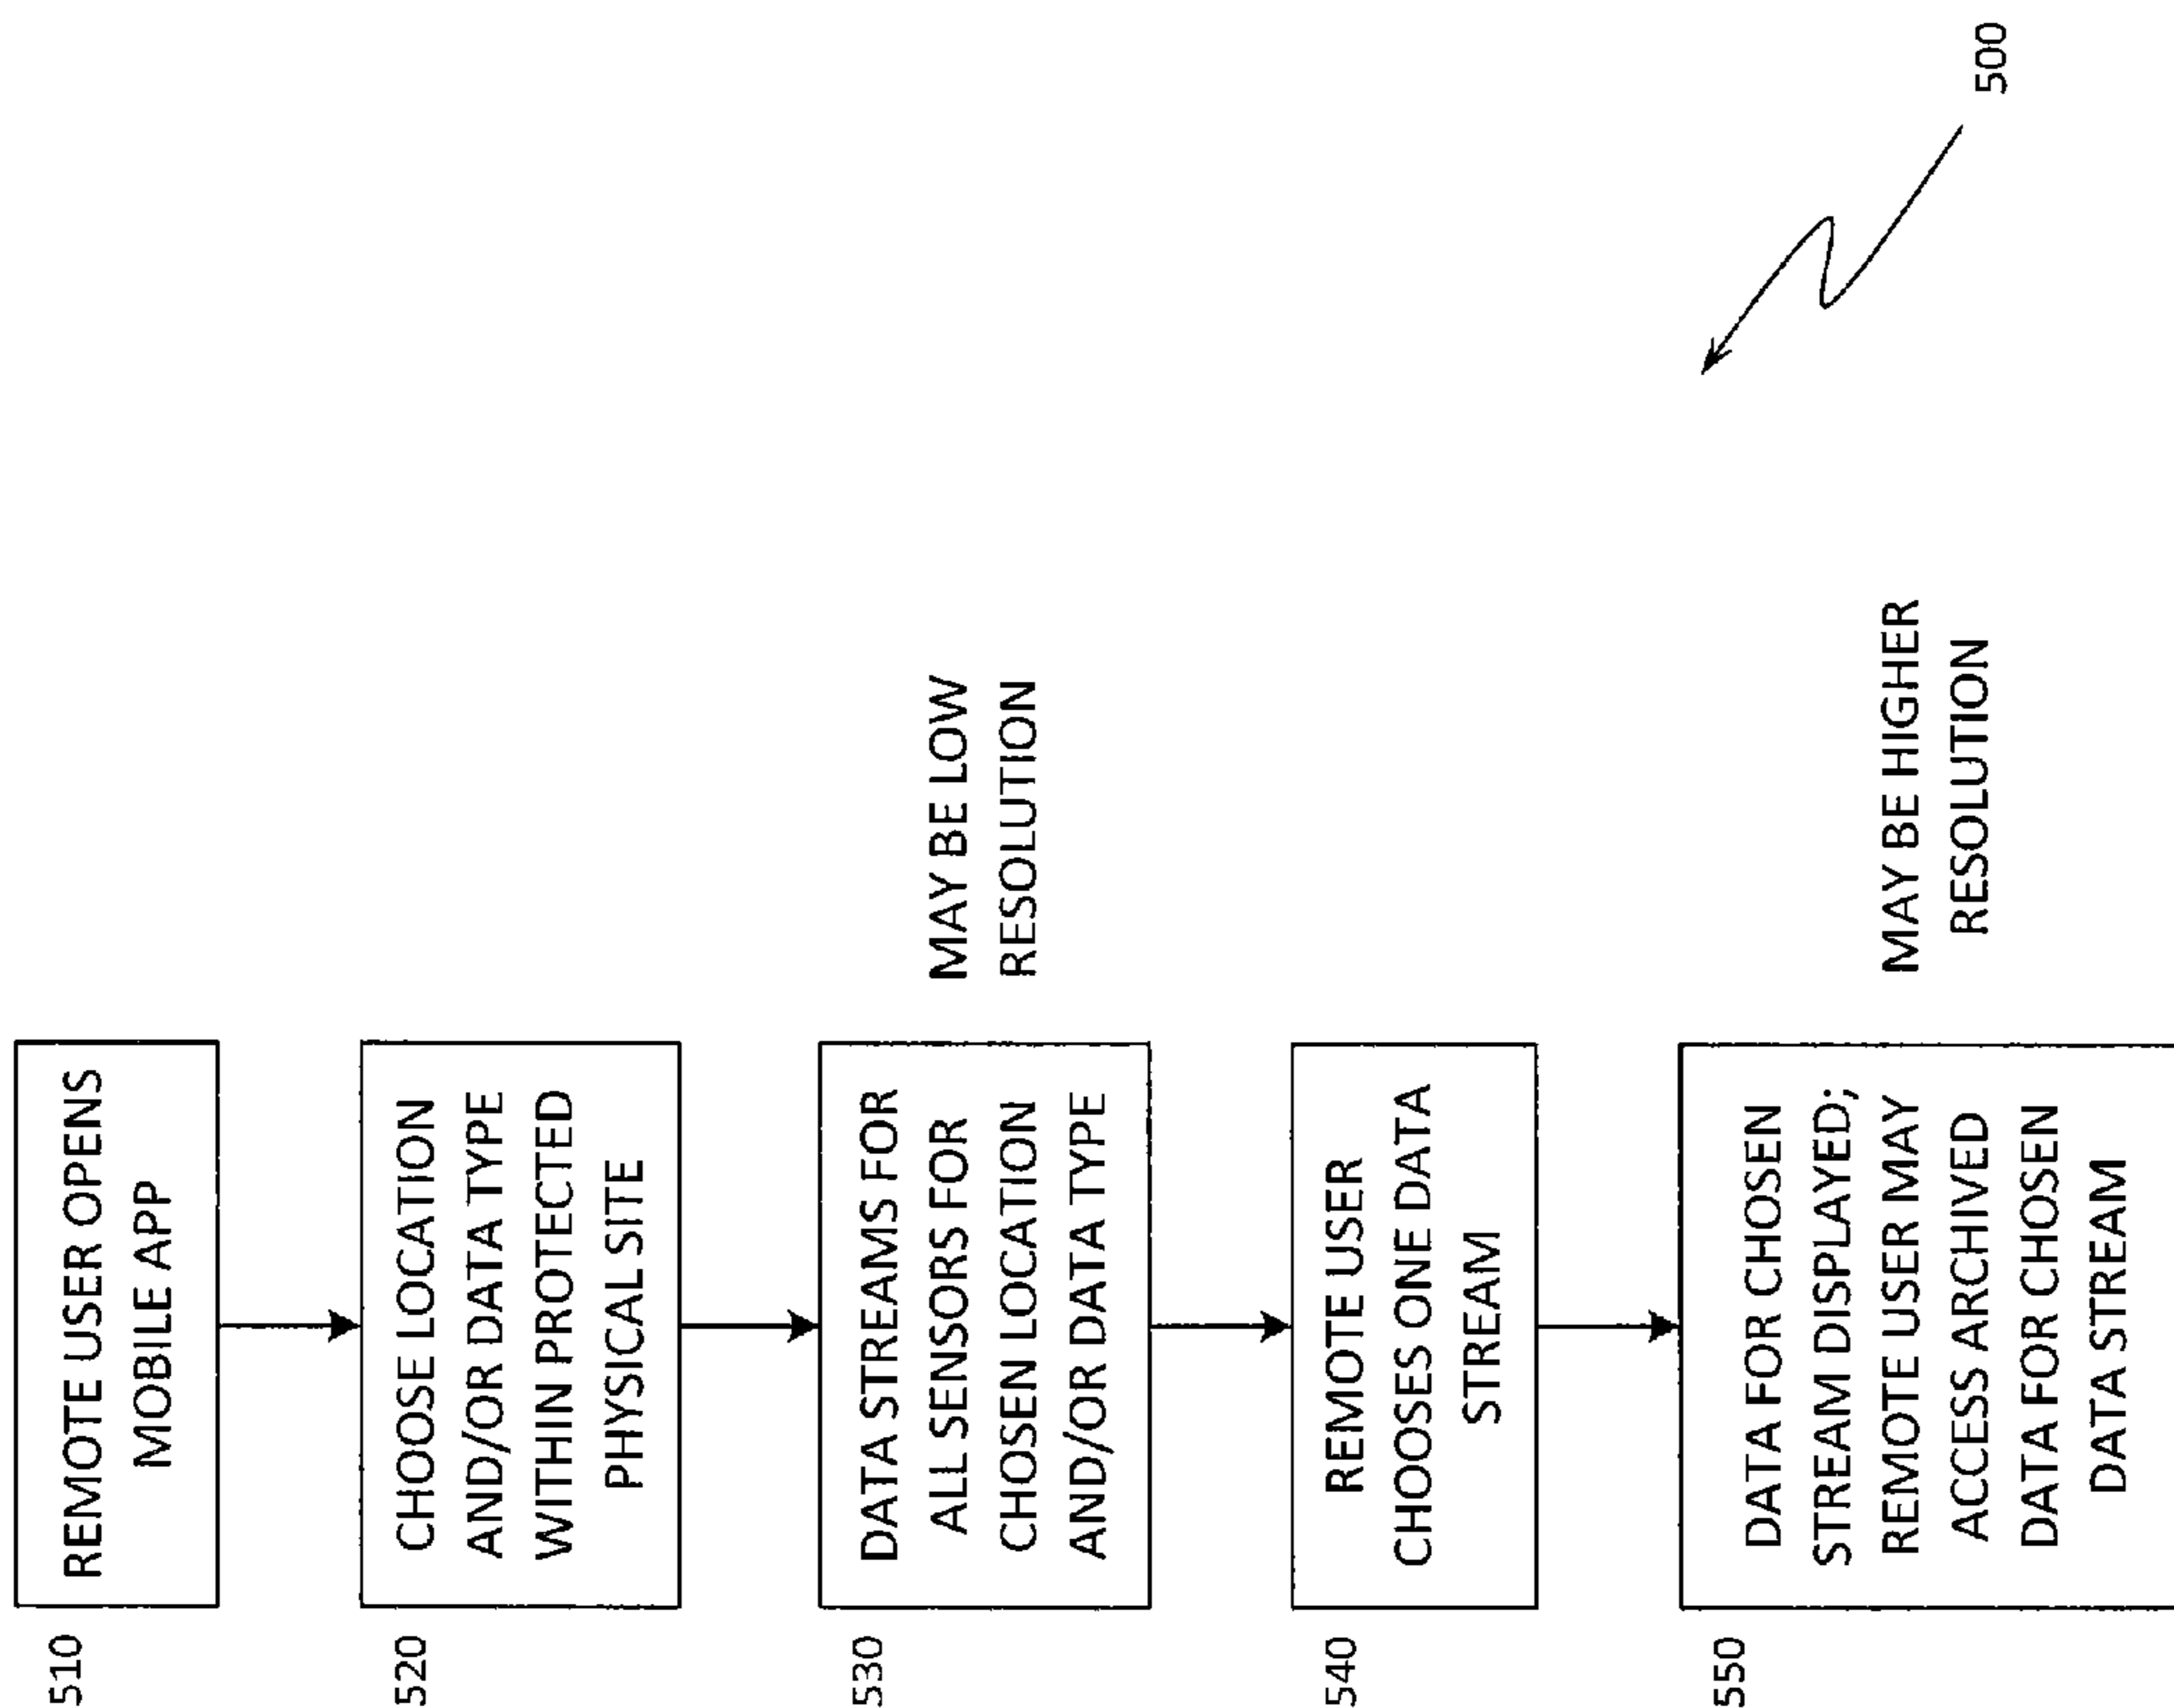 510
REMOTE USER OPENS
MOBILE APP
520
CHOOSE LOCATION
AND/OR DATA TYPE
WITHIN PROTECTED
PHYSICAL SITE
530
DATA STREAMS FOR
ALL SENSORS FOR
CHOSEN LOCATION
AND/OR DATA TYPE
MAY BE LOW
RESOLUTION
540
REMOTE USER
CHOOSES ONE DATA
STREAM
550
DATA FOR CHOSEN
STREAM DISPLAYED;
REMOTE USER MAY
ACCESS ARCHIVED
DATA FOR CHOSEN
DATA STREAM
MAY BE HIGHER
RESOLUTION
500